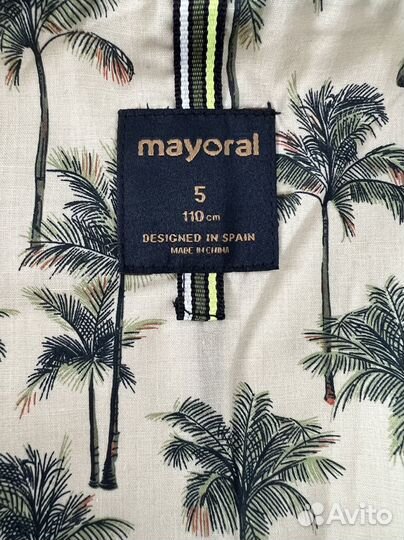 mayoral
5
110 cm
DESIGNED IN SPAIN
MADE IN CHINA
Avito